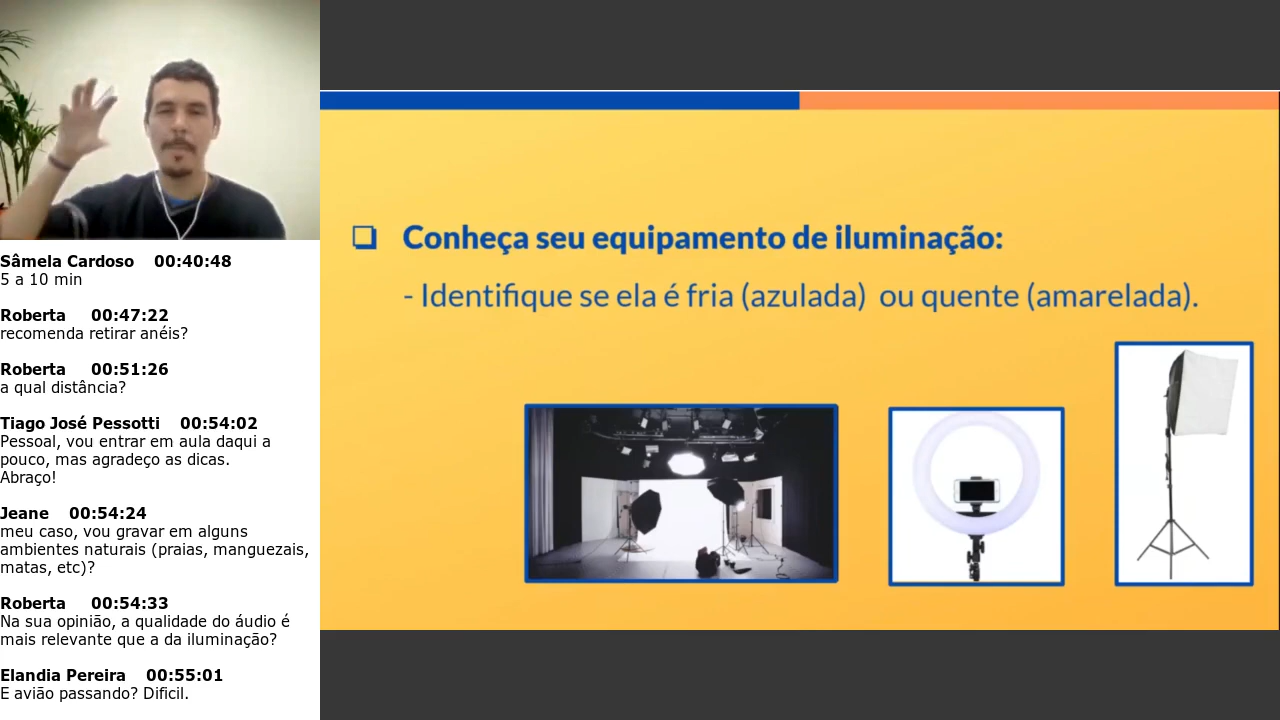 Sâmela Cardoso 00:40:48
5 a 10 min
Roberta 00:47:22
recomenda retirar anéis?
Roberta 00:51:26
a qual distância?
Tiago José Pessotti 00:54:02
Pessoal, vou entrar em aula daqui a
pouco, mas agradeço as dicas.
Abraço!
Jeane 00:54:24
meu caso, vou gravar em alguns
ambientes naturais (praias, manguezais,
matas, etc)?
Roberta 00:54:33
Na sua opinião, a qualidade do áudio é
mais relevante que a da iluminação?
Elandia Pereira 00:55:01
E avião passando? Dificil.
❏ Conheça seu equipamento de iluminação:
- Identifique se ela é fria (azulada) ou quente (amarelada).